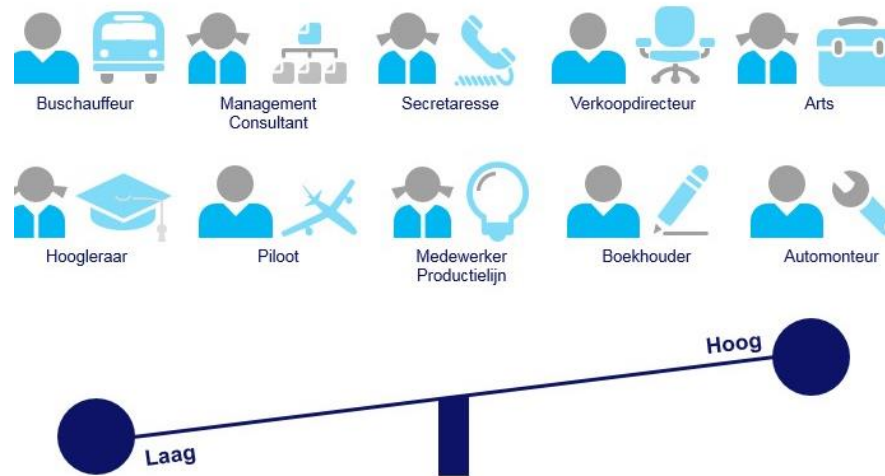 Buschauffeur
Management
Consultant
Secretaresse
Verkoopdirecteur
Arts
Hoogleraar
Piloot
Medewerker
Productielijn
Boekhouder
Automonteur
Hoog
Laag